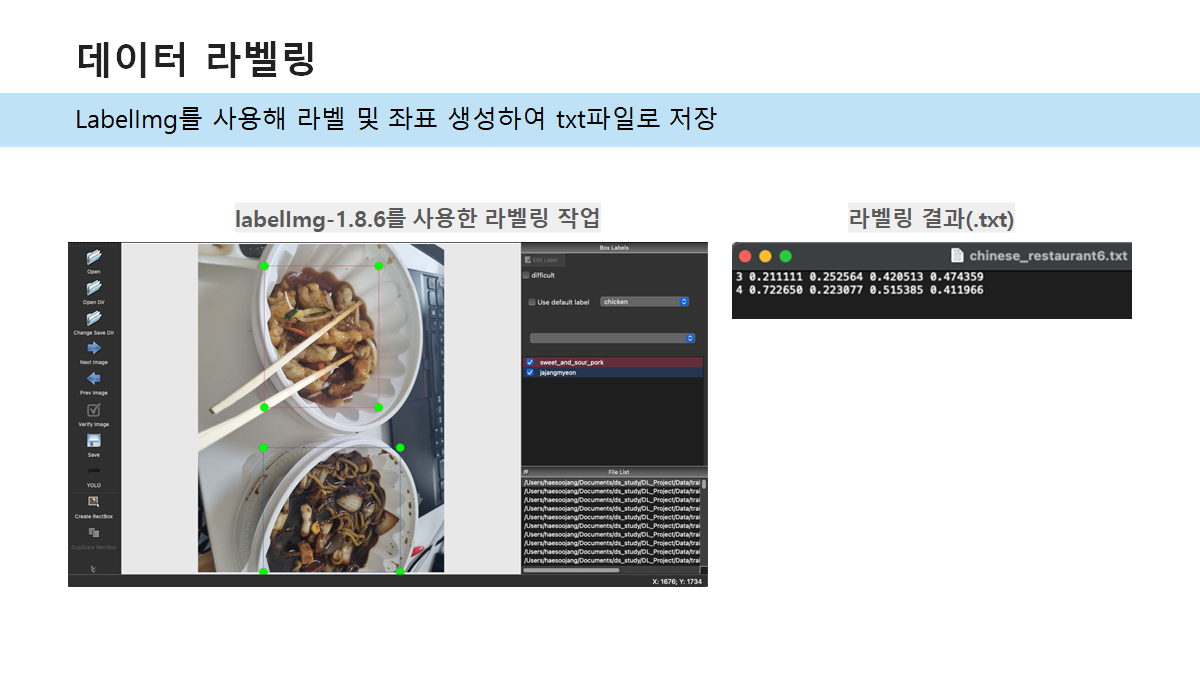 데이터 라벨링
LabelImg를 사용해 라벨 및 좌표 생성하여 txt파일로 저장
labelImg-1.8.6를 사용한 라벨링 작업
라벨링 결과(.txt)
Open
Open Dir
Change Save Dir
Next Image
Prev Image
Verify Image
Save
YOLO
Create RectBox
Duplicate RectBox
Box Labels
Edit Label
difficult
Use default label
chicken
sweet_and_sour_pork
jajangmyeon
File List
/Users/haesoojang/Documents/ds_study/DL_Project/Data/trai
/Users/haesoojang/Documents/ds_study/DL_Project/Data/trai
/Users/haesoojang/Documents/ds_study/DL_Project/Data/trai
/Users/haesoojang/Documents/ds_study/DL_Project/Data/trai
/Users/haesoojang/Documents/ds_study/DL_Project/Data/trai
/Users/haesoojang/Documents/ds_study/DL_Project/Data/trai
/Users/haesoojang/Documents/ds_study/DL_Project/Data/trai
/Users/haesoojang/Documents/ds_study/DL_Project/Data/trai
/Users/haesoojang/Documents/ds_study/DL_Project/Data/trai
/Users/haesoojang/Documents/ds_study/DL_Project/Data/trai
X: 1676; Y: 1734
chinese_restaurant6.txt
3 0.211111 0.252564 0.420513 0.474359
4 0.722650 0.223077 0.515385 0.411966